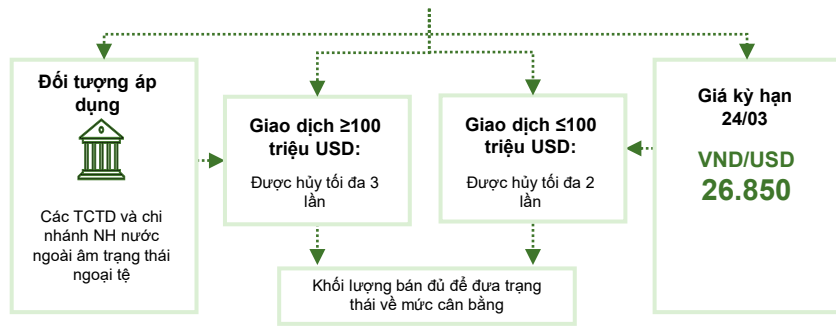 Đối tượng áp
dụng
Các TCTD và chi
nhánh NH nước
ngoài âm trạng thái
ngoại tệ
Giao dịch ≥100
triệu USD:
Được hủy tối đa 3
lần
Giao dịch ≤100
triệu USD:
Được hủy tối đa 2
lần
Giá kỳ hạn
24/03
VND/USD
26.850
Khối lượng bán đủ để đưa trạng
thái về mức cân bằng